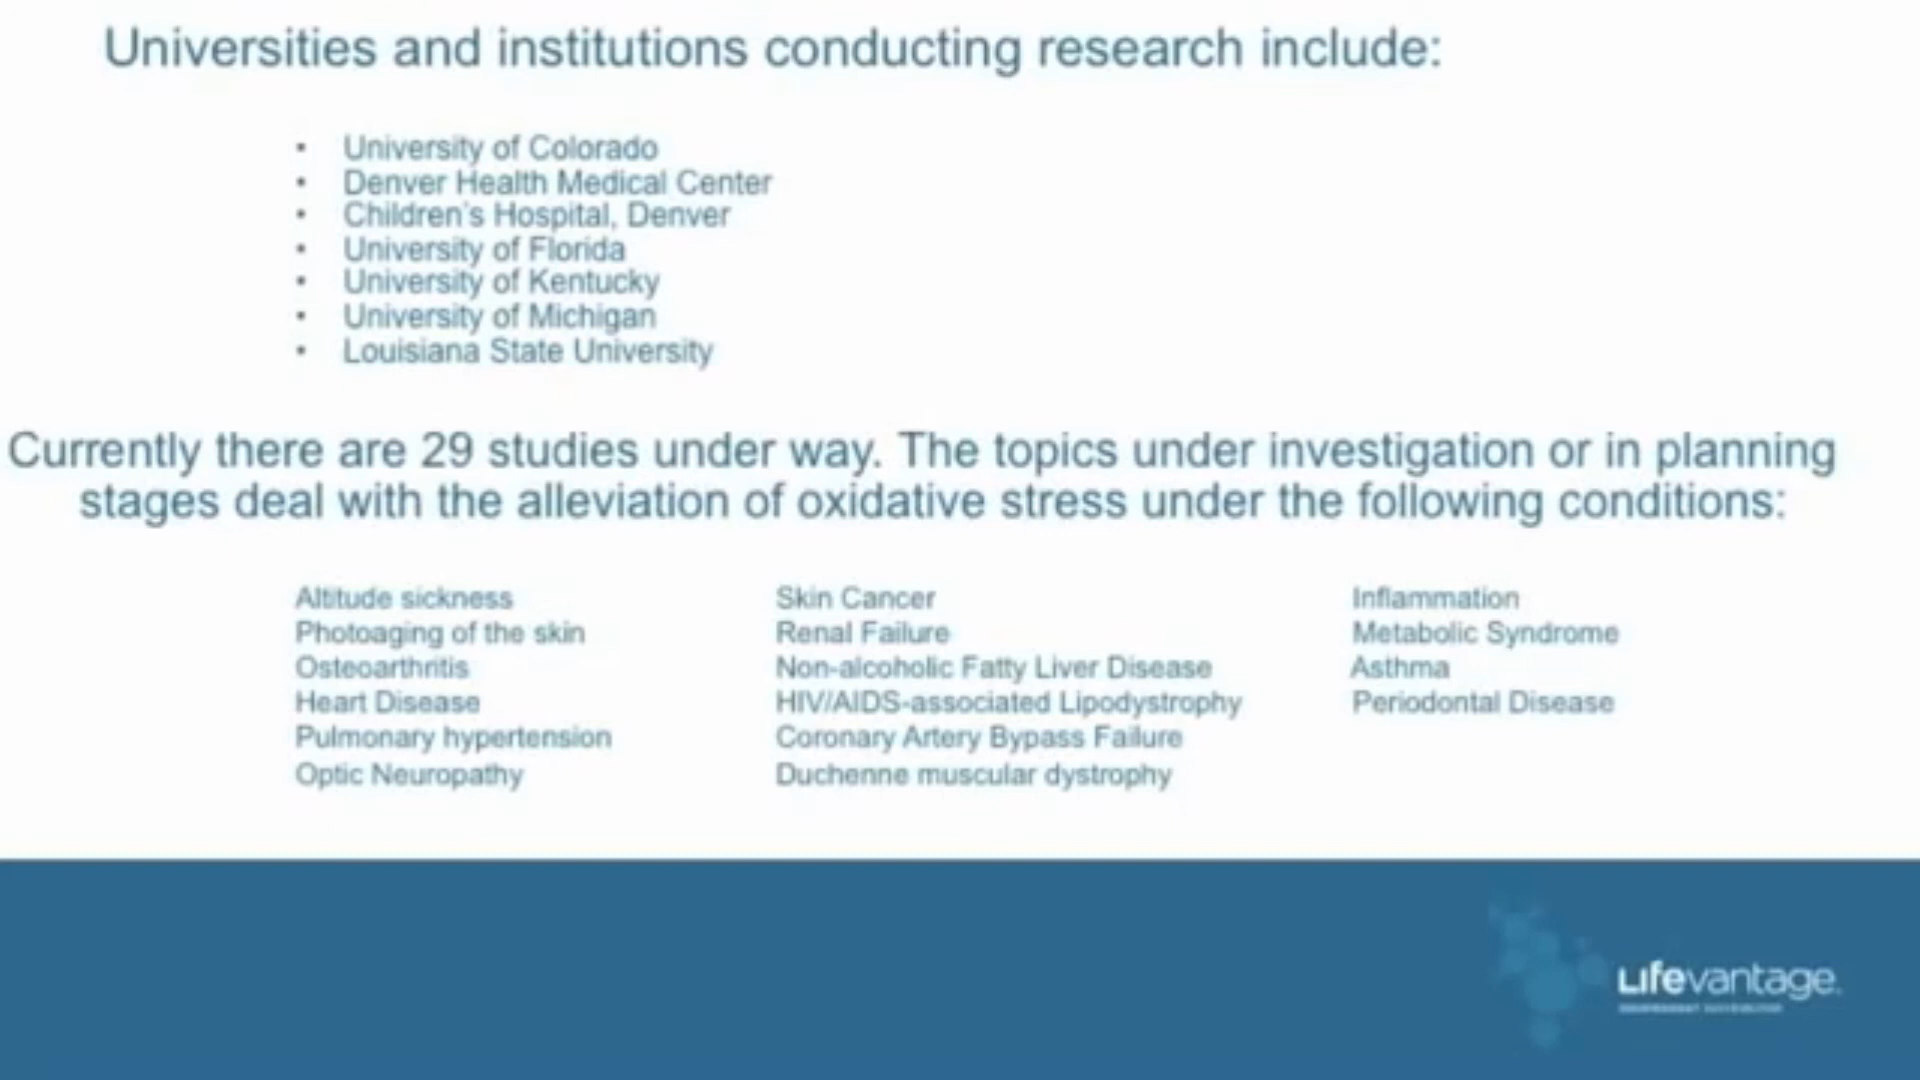 Universities and institutions conducting research include:
• University of Colorado
• Denver Health Medical Center
• Children's Hospital, Denver
• University of Florida
• University of Kentucky
• University of Michigan
• Louisiana State University
Currently there are 29 studies under way. The topics under investigation or in planning
stages deal with the alleviation of oxidative stress under the following conditions:
Altitude sickness
Photoaging of the skin
Osteoarthritis
Heart Disease
Pulmonary hypertension
Optic Neuropathy
Skin Cancer
Renal Failure
Non-alcoholic Fatty Liver Disease
HIV/AIDS-associated Lipodystrophy
Coronary Artery Bypass Failure
Duchenne muscular dystrophy
Inflammation
Metabolic Syndrome
Asthma
Periodontal Disease
Lifevantage